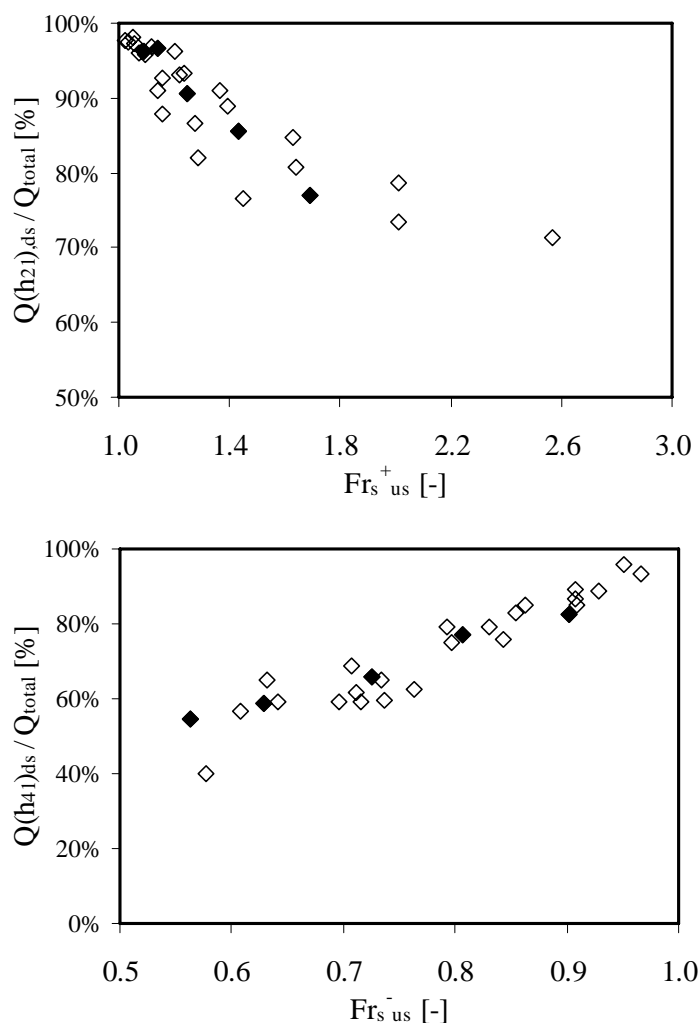 100%
90%
80%
70%
60%
50%
Q(h21),ds / Qtotal [%]
1.0 1.4 1.8 2.2 2.6 3.0
Frs+us [-]
100%
80%
60%
40%
20%
0%
Q(h41)ds / Qtotal [%]
0.5 0.6 0.7 0.8 0.9 1.0
Frs-us [-]